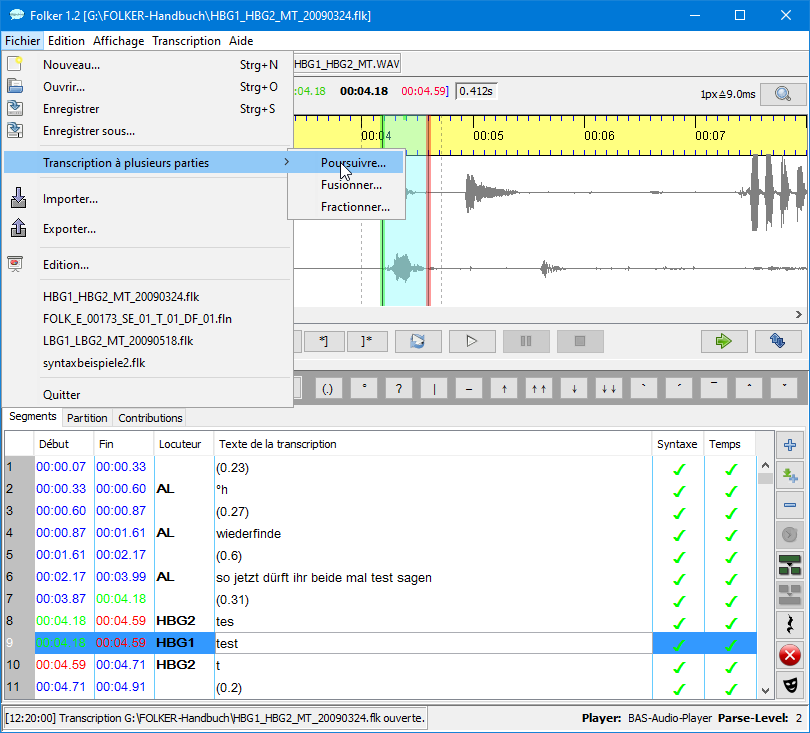 Folker 1.2 [G:\FOLKER-Handbuch\HBG1_HBG2_MT_20090324.flk]
Fichier Edition Affichage Transcription Aide
Nouveau... Strg+N
Ouvrir... Strg+O
Enregistrer Strg+S
Enregistrer sous...
Transcription à plusieurs parties
Importer...
Exporter...
Edition...
HBG1_HBG2_MT_20090324.flk
FOLK_E_00173_SE_01_T_01_DF_01.fln
LBG1_LBG2_MT_20090518.flk
syntaxbeispiele2.flk
Quitter
Poursuivre...
Fusionner...
Fractionner...
HBG1_HBG2_MT.WAV
:04.18 00:04.18 00:04.59] 0.412s 1px≙9.0ms
00:04 00:05 00:06 00:07
*] ]*
(.) ° ? | – ↑ ↑↑ ↓ ↓↓ ` ˊ ¯ ˆ ˇ
Segments Partition Contributions
Début Fin Locuteur Texte de la transcription Syntaxe Temps
1 00:00.07 00:00.33 (0.23)
2 00:00.33 00:00.60 AL °h
3 00:00.60 00:00.87 (0.27)
4 00:00.87 00:01.61 AL wiederfinde
5 00:01.61 00:02.17 (0.6)
6 00:02.17 00:03.99 AL so jetzt dürft ihr beide mal test sagen
7 00:03.87 00:04.18 (0.31)
8 00:04.18 00:04.59 HBG2 tes
9 00:04.18 00:04.59 HBG1 test
10 00:04.59 00:04.71 HBG2 t
11 00:04.71 00:04.91 (0.2)
[12:20:00] Transcription G:\FOLKER-Handbuch\HBG1_HBG2_MT_20090324.flk ouverte. Player: BAS-Audio-Player Parse-Level: 2